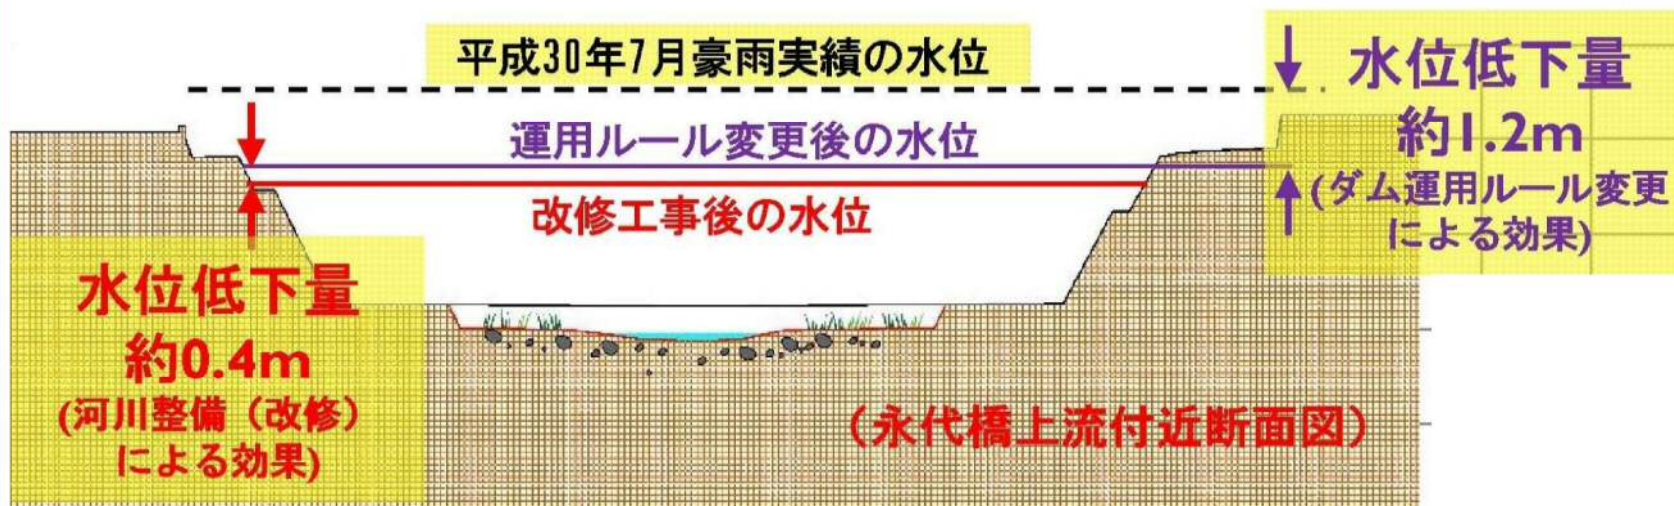 平成30年7月豪雨実績の水位
水位低下量
約1.2m
(ダム運用ルール変更
による効果)
運用ルール変更後の水位
改修工事後の水位
水位低下量
約0.4m
(河川整備（改修）
による効果)
（永代橋上流付近断面図）